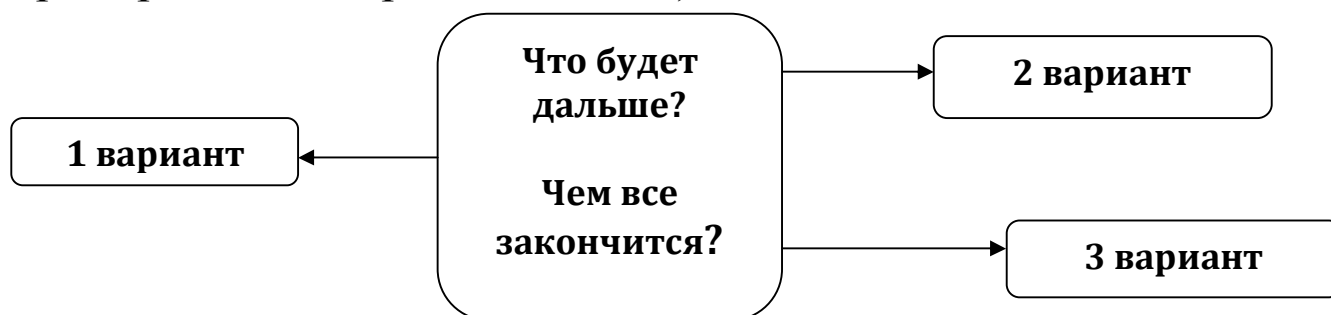 Что будет
дальше?
2 вариант
1 вариант
Чем все
закончится?
3 вариант